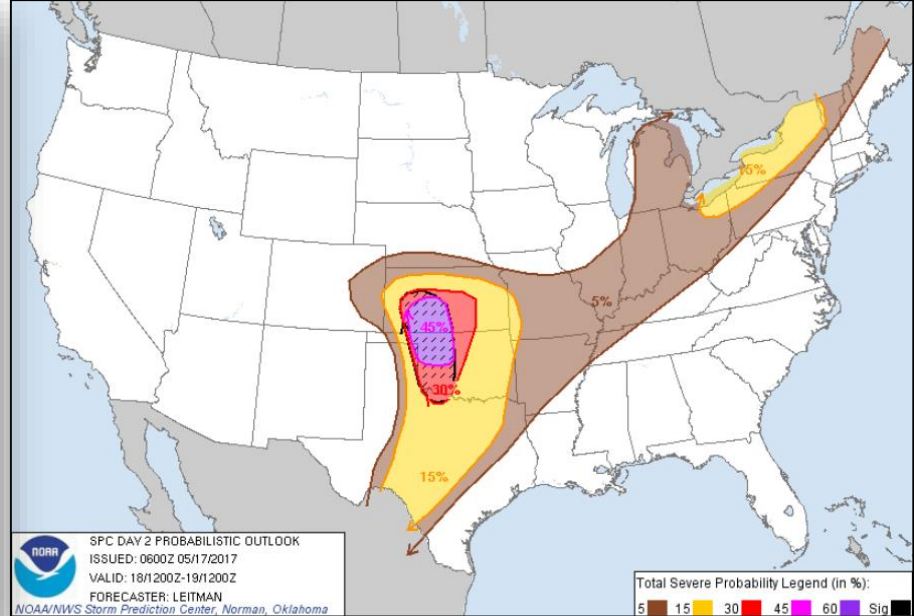 15%
5%
45%
30%
15%
NOAA
SPC DAY 2 PROBABILISTIC OUTLOOK
ISSUED: 0600Z 05/17/2017
VALID: 18/1200Z-19/1200Z
FORECASTER: LEITMAN
NOAA/NWS Storm Prediction Center, Norman, Oklahoma
Total Severe Probability Legend (in %):
5 15 30 45 60 Sig